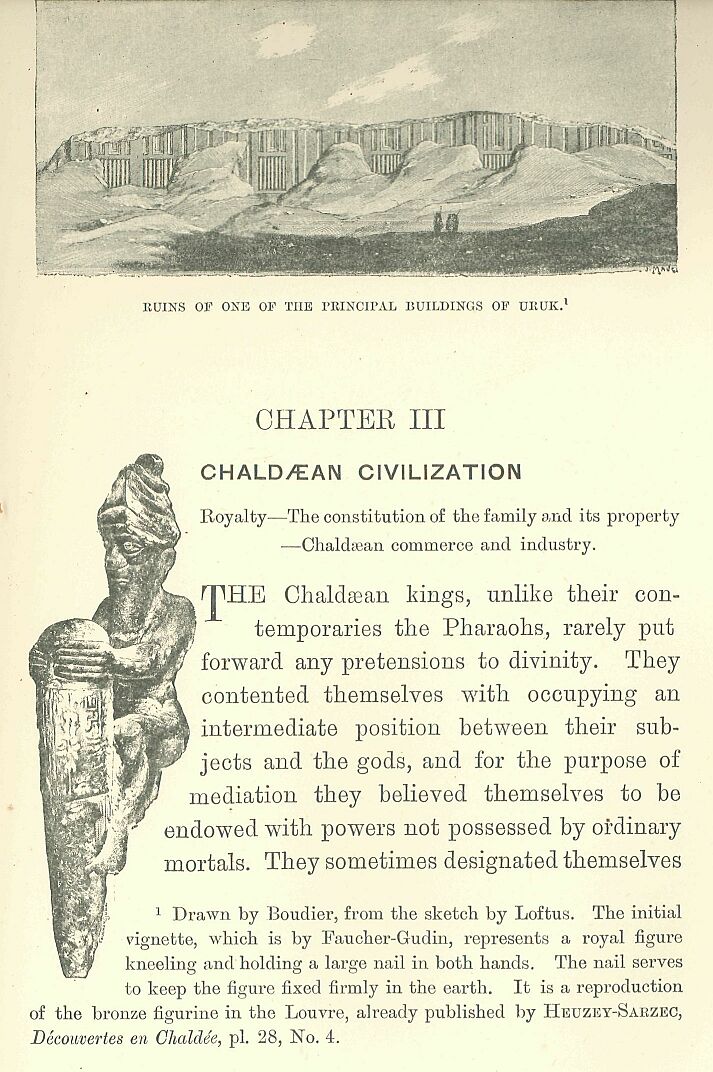 RUINS OF ONE OF THE PRINCIPAL BUILDINGS OF URUK.¹
CHAPTER III
CHALDÆAN CIVILIZATION
Royalty—The constitution of the family and its property
—Chaldæan commerce and industry.
THE Chaldæan kings, unlike their con-
temporaries the Pharaohs, rarely put
forward any pretensions to divinity. They
contented themselves with occupying an
intermediate position between their sub-
jects and the gods, and for the purpose of
mediation they believed themselves to be
endowed with powers not possessed by ordinary
mortals. They sometimes designated themselves
¹ Drawn by Boudier, from the sketch by Loftus. The initial
vignette, which is by Faucher-Gudin, represents a royal figure
kneeling and holding a large nail in both hands. The nail serves
to keep the figure fixed firmly in the earth. It is a reproduction
of the bronze figurine in the Louvre, already published by HEUZEY-SARZEC,
Découvertes en Chaldée, pl. 28, No. 4.